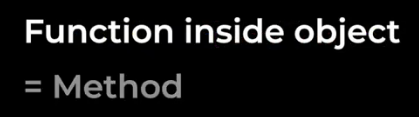 Function inside object
= Method